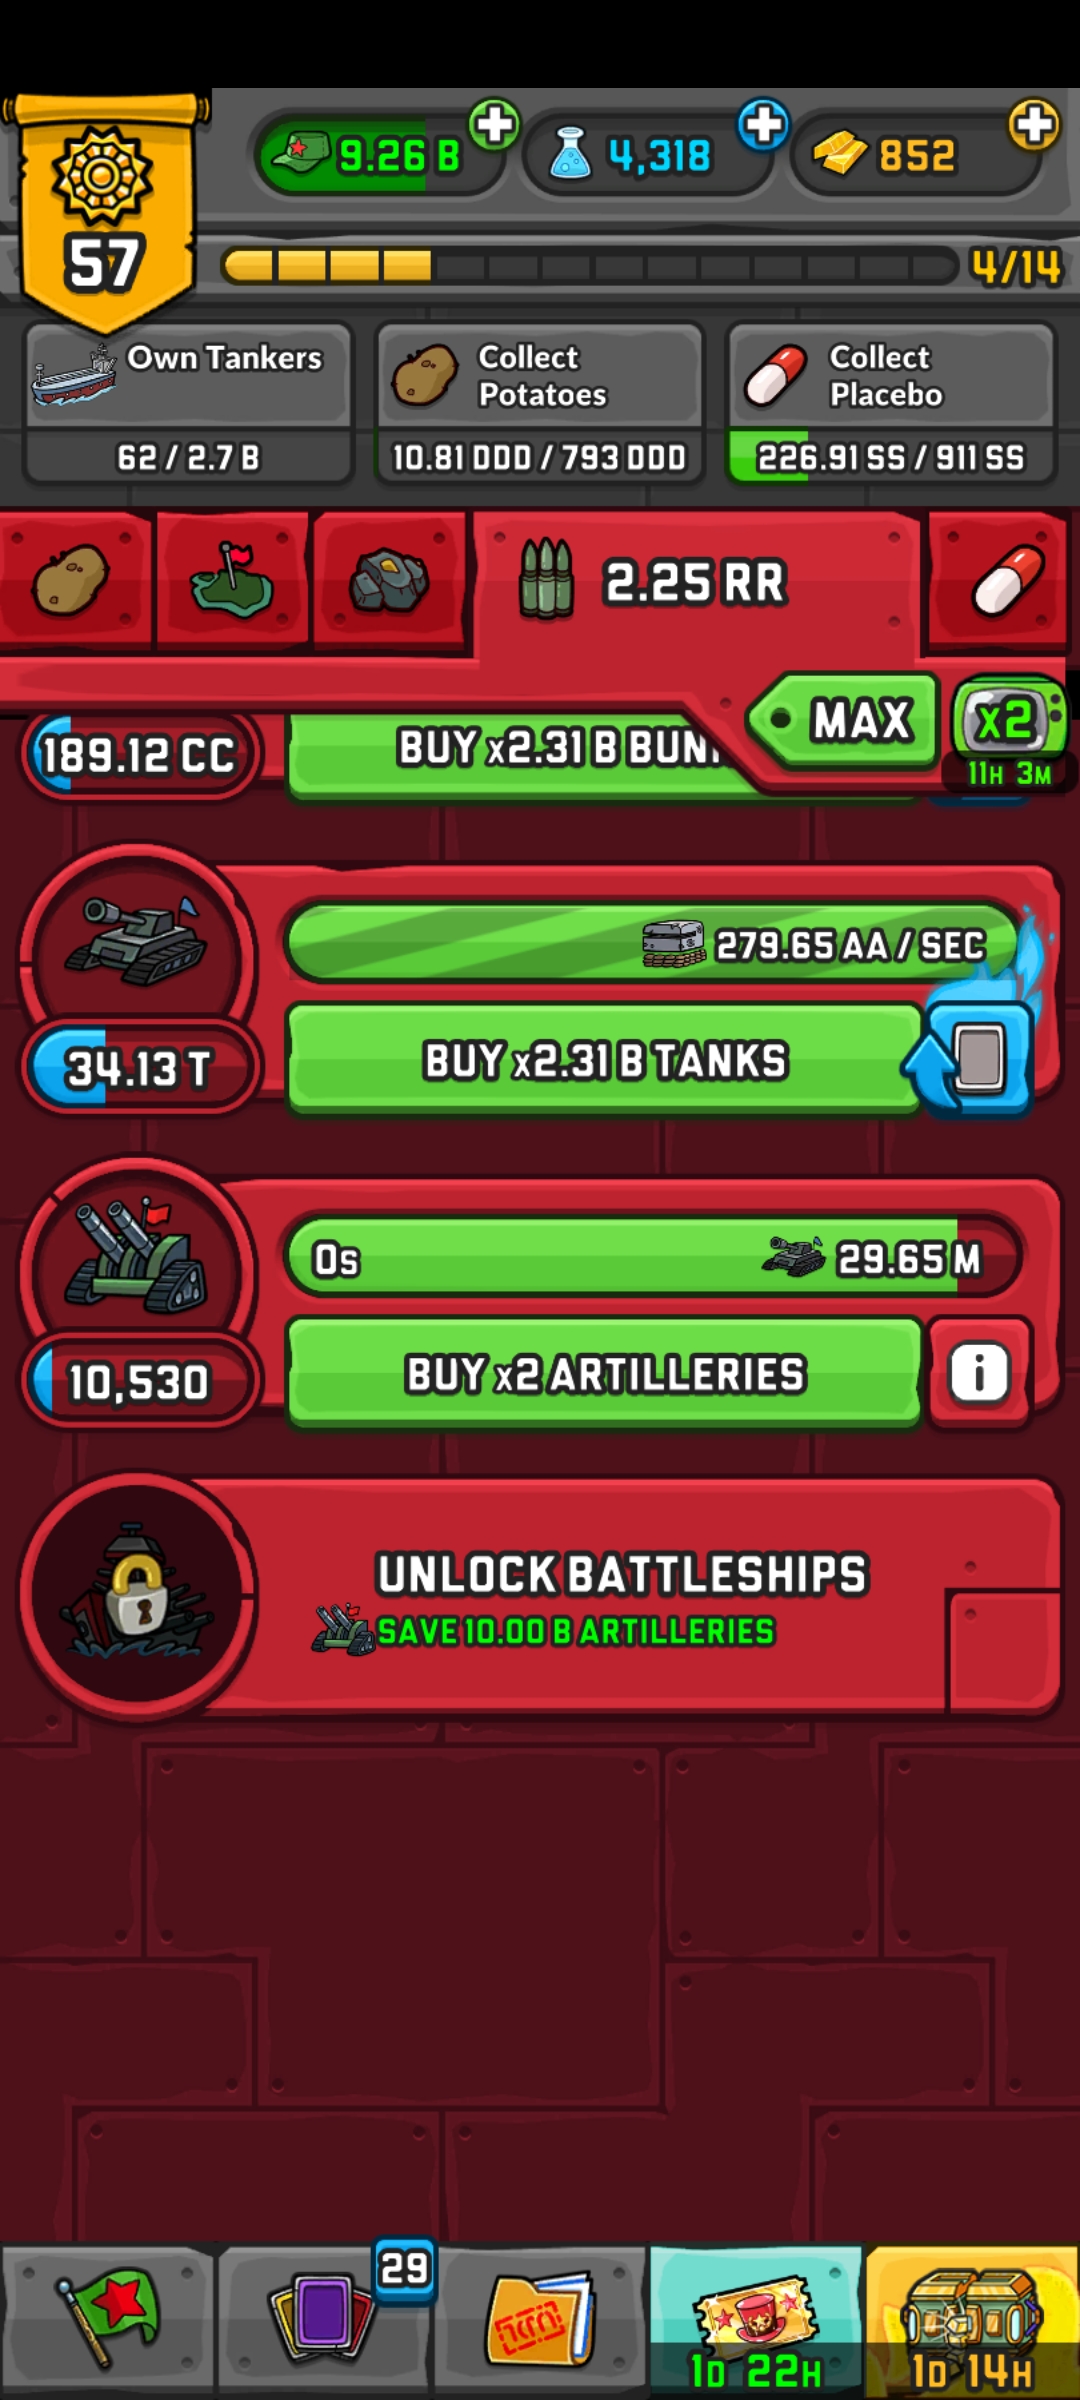 57
9.26 B
4,318
852
4/14
Own Tankers
62 / 2.7 B
Collect
Potatoes
10.81 DDD / 793 DDD
Collect
Placebo
226.91 SS / 911 SS
2.25 RR
MAX
x2
11H 3M
189.12 CC
BUY x2.31 B
279.65 AA / SEC
34.13 T
BUY x2.31 B TANKS
0s
29.65 M
10,530
BUY x2 ARTILLERIES
i
UNLOCK BATTLESHIPS
SAVE 10.00 B ARTILLERIES
29
1D 22H
1D 14H